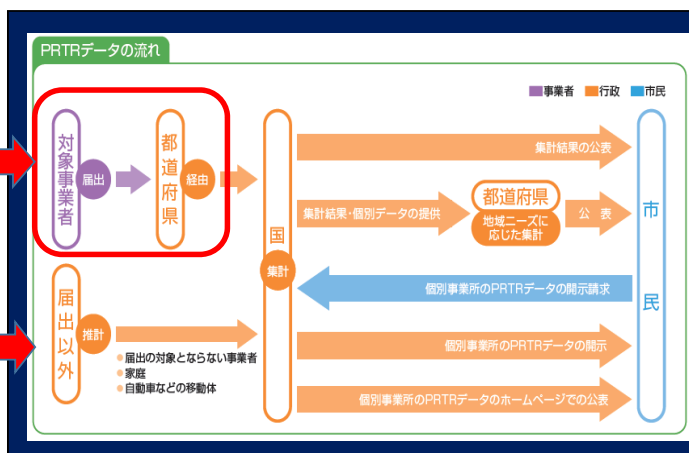 PRTRデータの流れ
■事業者 ■行政 ■市民
対象事業者
届出
都道府県
経由
国
集計
集計結果の公表
集計結果・個別データの提供
都道府県
地域ニーズに
応じた集計
公 表
市民
個別事業所のPRTRデータの開示請求
届出以外
推計
●届出の対象とならない事業者
●家庭
●自動車などの移動体
個別事業所のPRTRデータの開示
個別事業所のPRTRデータのホームページでの公表